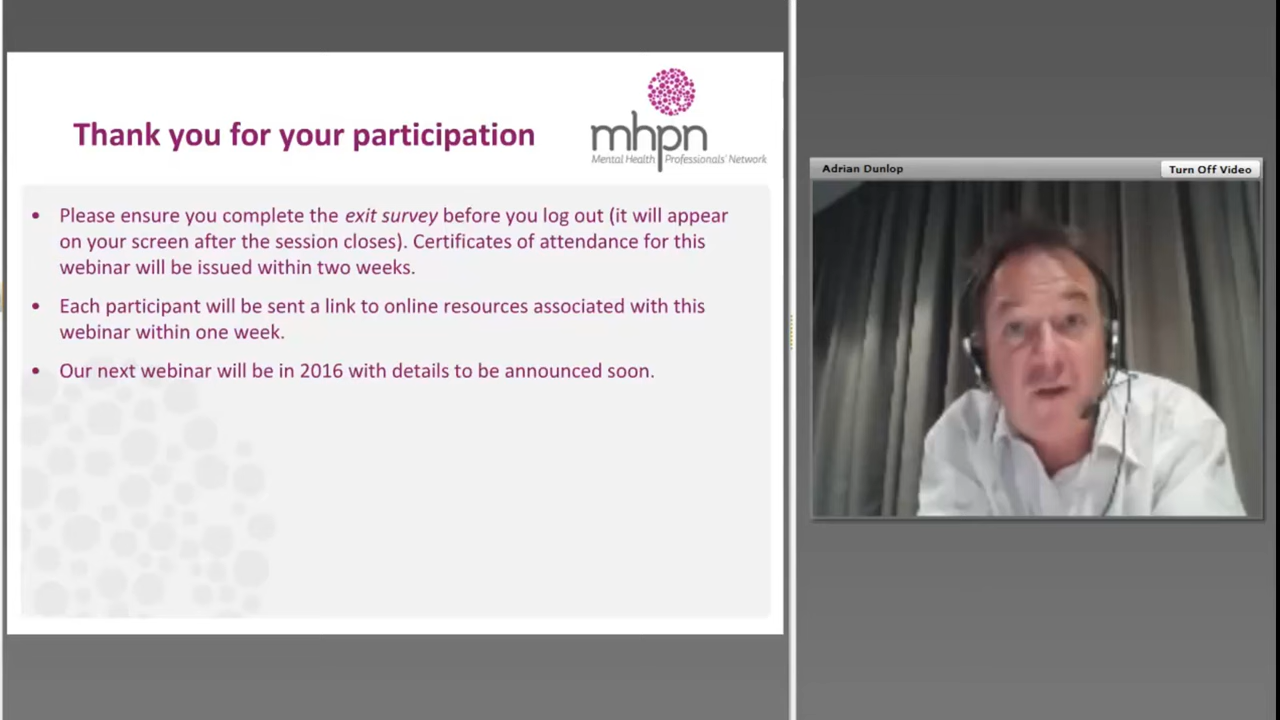 Thank you for your participation
mhpn
Mental Health Professionals' Network
• Please ensure you complete the exit survey before you log out (it will appear
on your screen after the session closes). Certificates of attendance for this
webinar will be issued within two weeks.
• Each participant will be sent a link to online resources associated with this
webinar within one week.
• Our next webinar will be in 2016 with details to be announced soon.
Adrian Dunlop
Turn Off Video